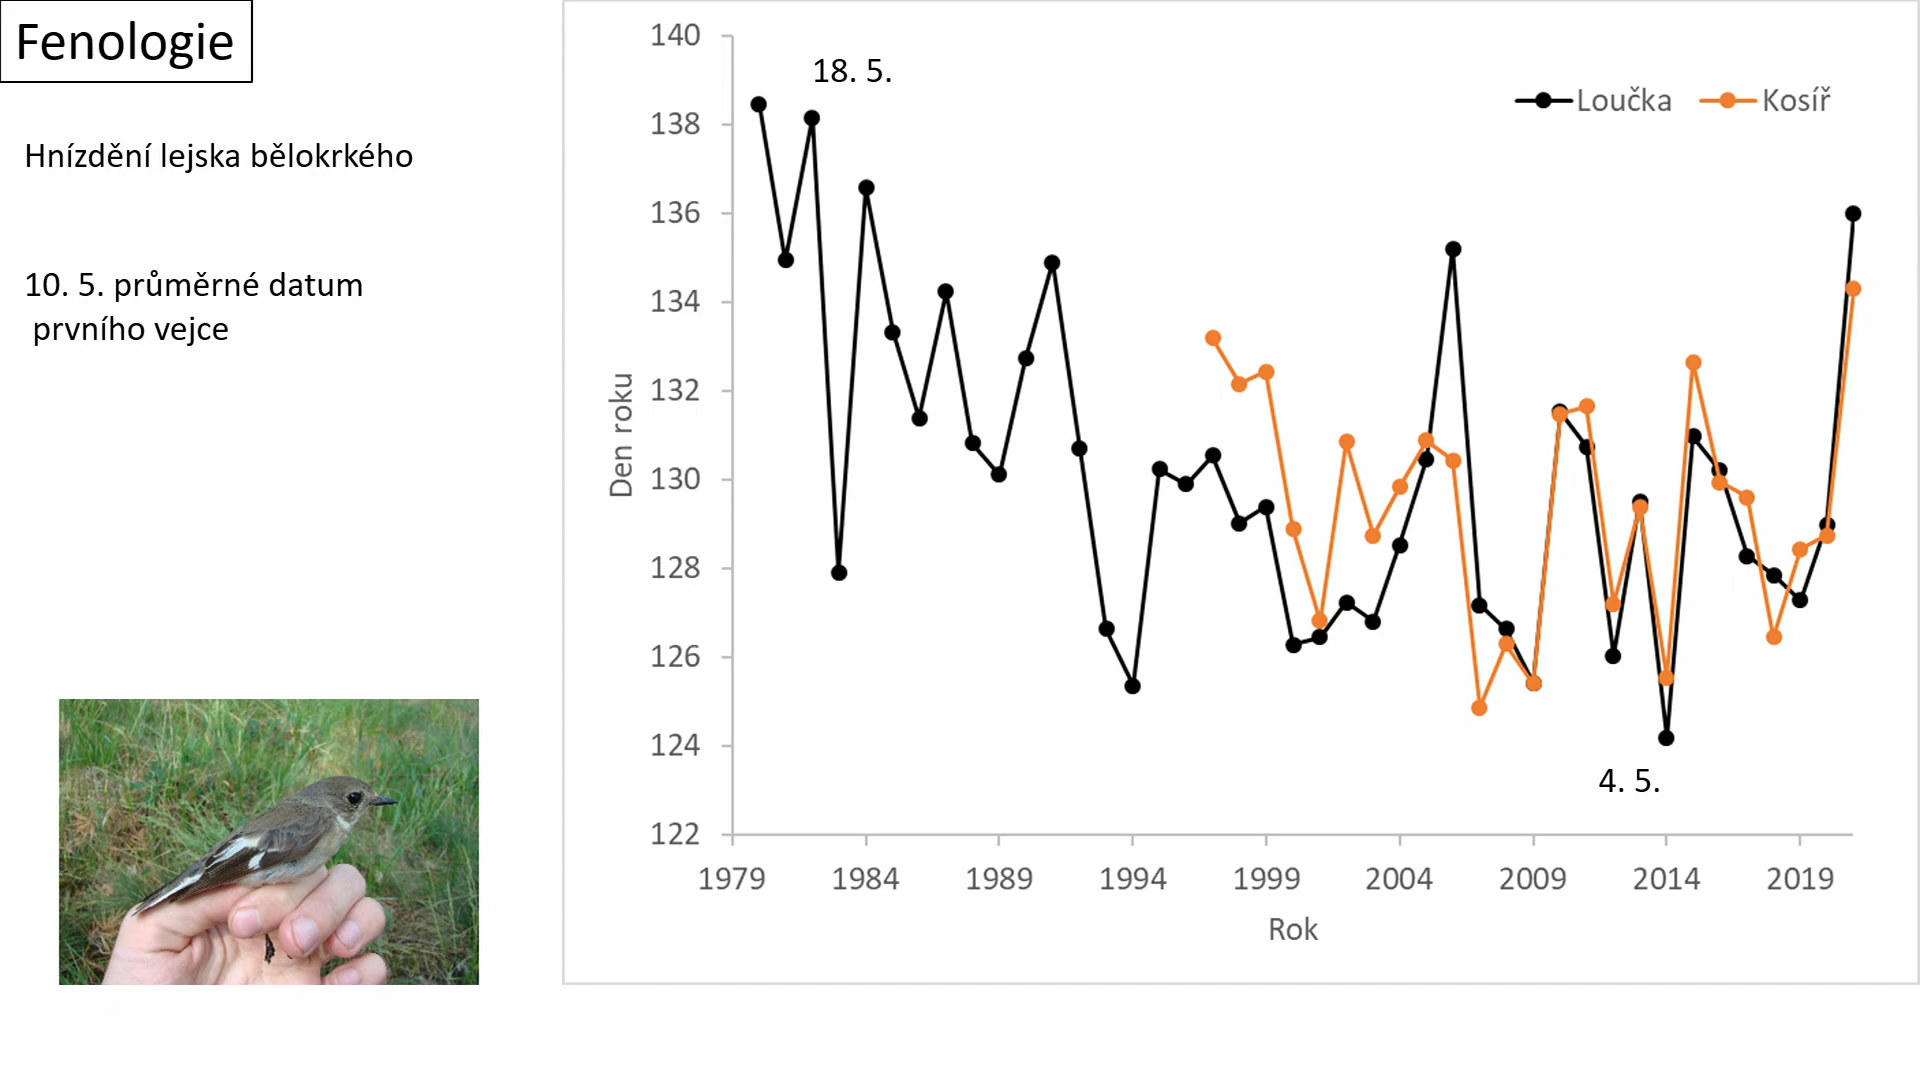 Fenologie
Hnízdění lejska bělokrkého
10. 5. průměrné datum
prvního vejce
140
138
136
134
132
130
128
126
124
122
Den roku
18. 5.
Loučka Kosíř
4. 5.
1979 1984 1989 1994 1999 2004 2009 2014 2019
Rok